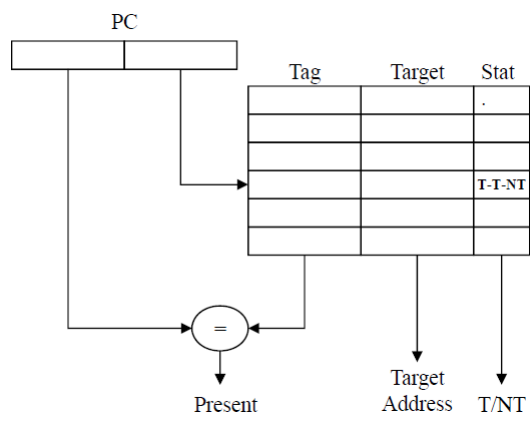 PC
Tag Target Stat
.
T-T-NT
=
Present
Target
Address
T/NT